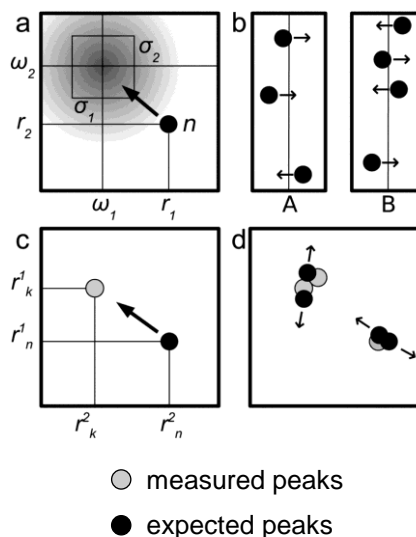 a
b
ω2
σ2
σ1
r2
n
ω1
r1
A
B
c
d
r1k
r1n
r2k
r2n
measured peaks
expected peaks